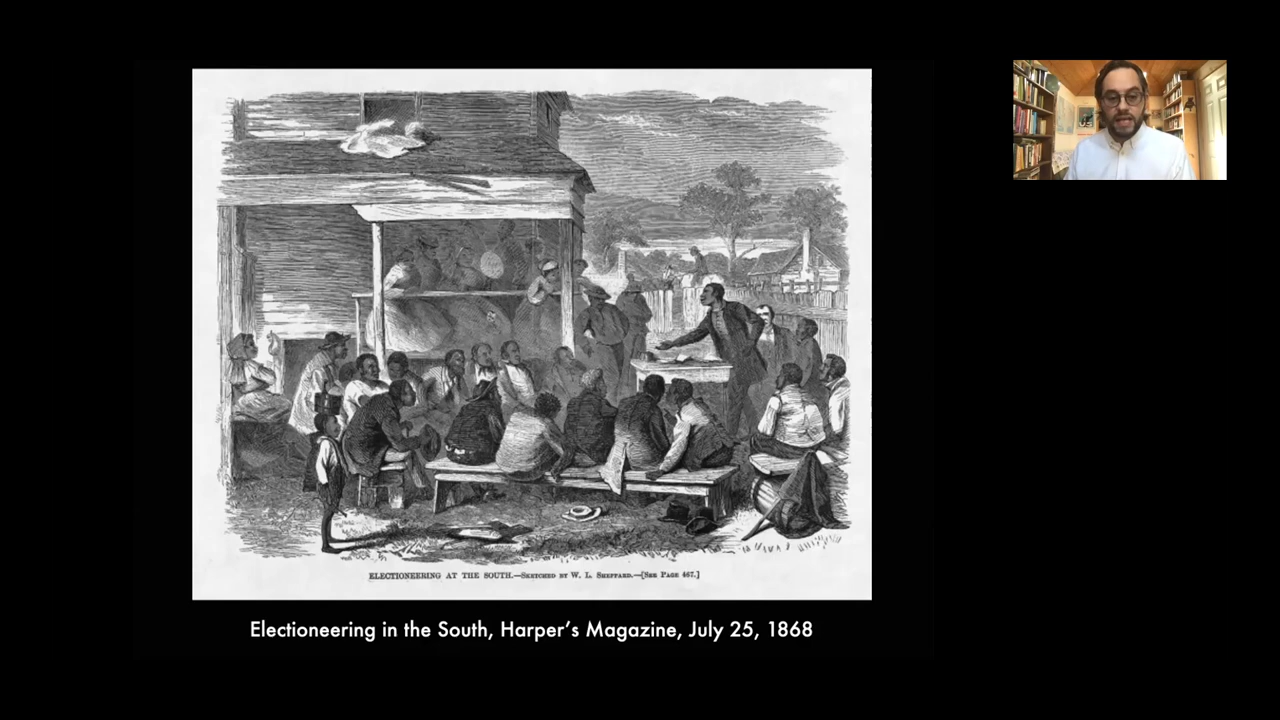 ELECTIONEERING AT THE SOUTH.—SKETCHED BY W. L. SHEPPARD.—[SEE PAGE 467.]
Electioneering in the South, Harper's Magazine, July 25, 1868